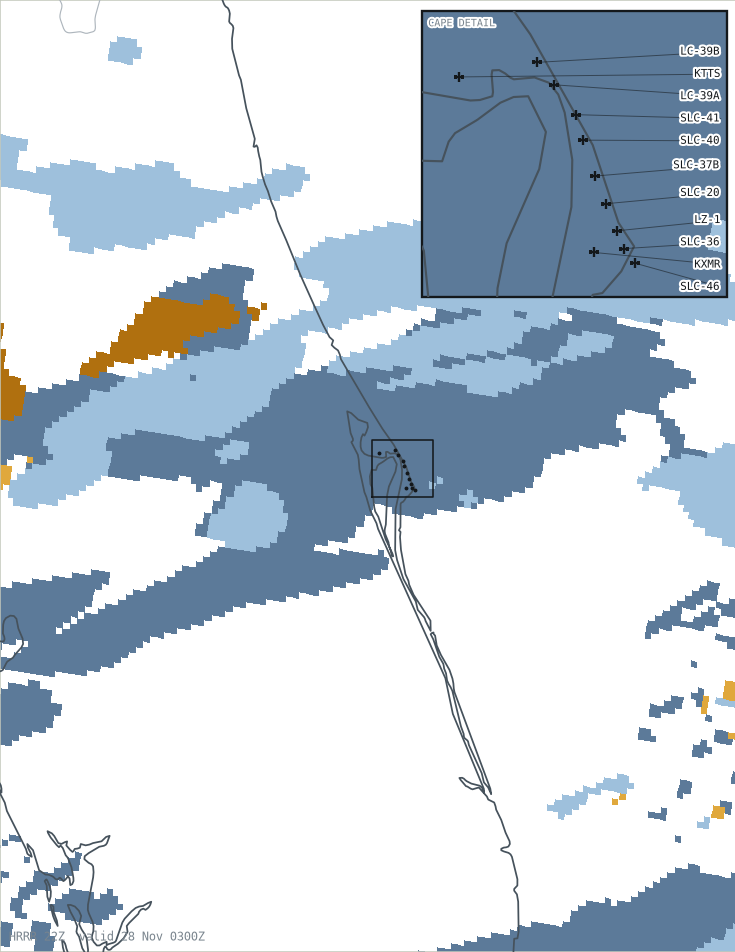 CAPE DETAIL
LC-39B
KTTS
LC-39A
SLC-41
SLC-40
SLC-37B
SLC-20
LZ-1
SLC-36
KXMR
SLC-46
valid 28 Nov 0300Z